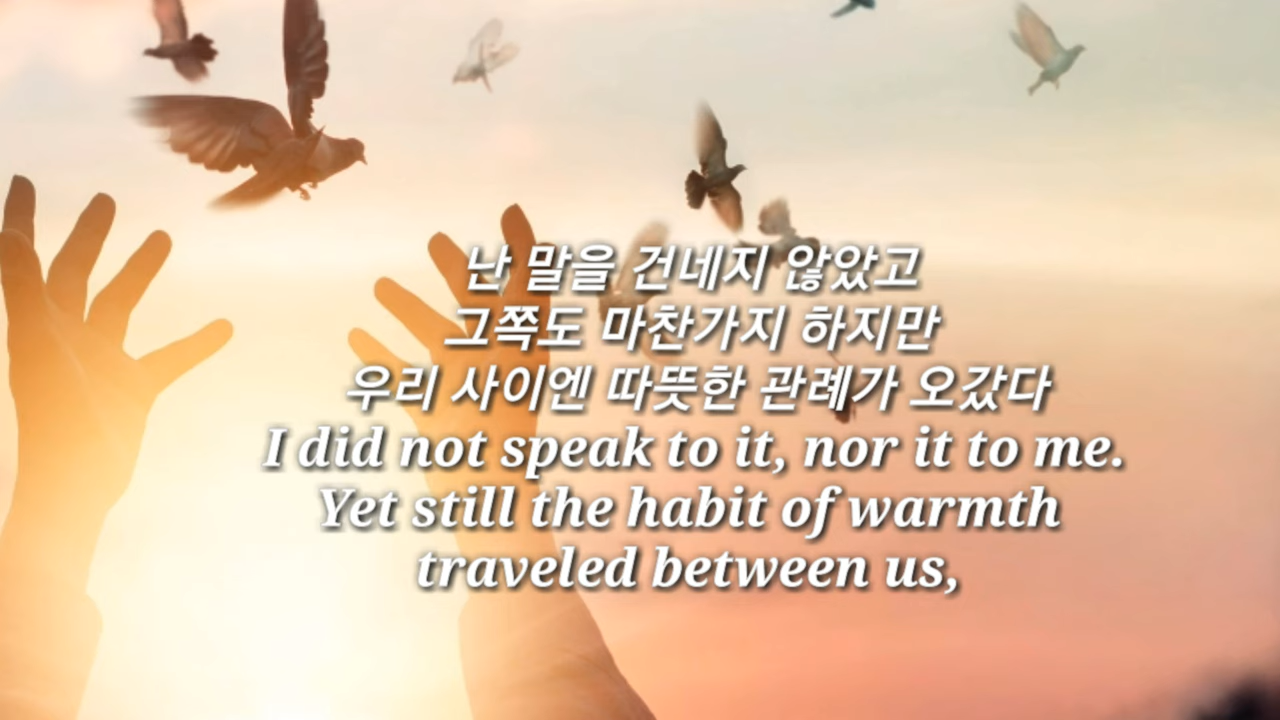 난 말을 건네지 않았고
그쪽도 마찬가지 하지만
우리 사이엔 따뜻한 관례가 오갔다
I did not speak to it, nor it to me.
Yet still the habit of warmth
traveled between us,